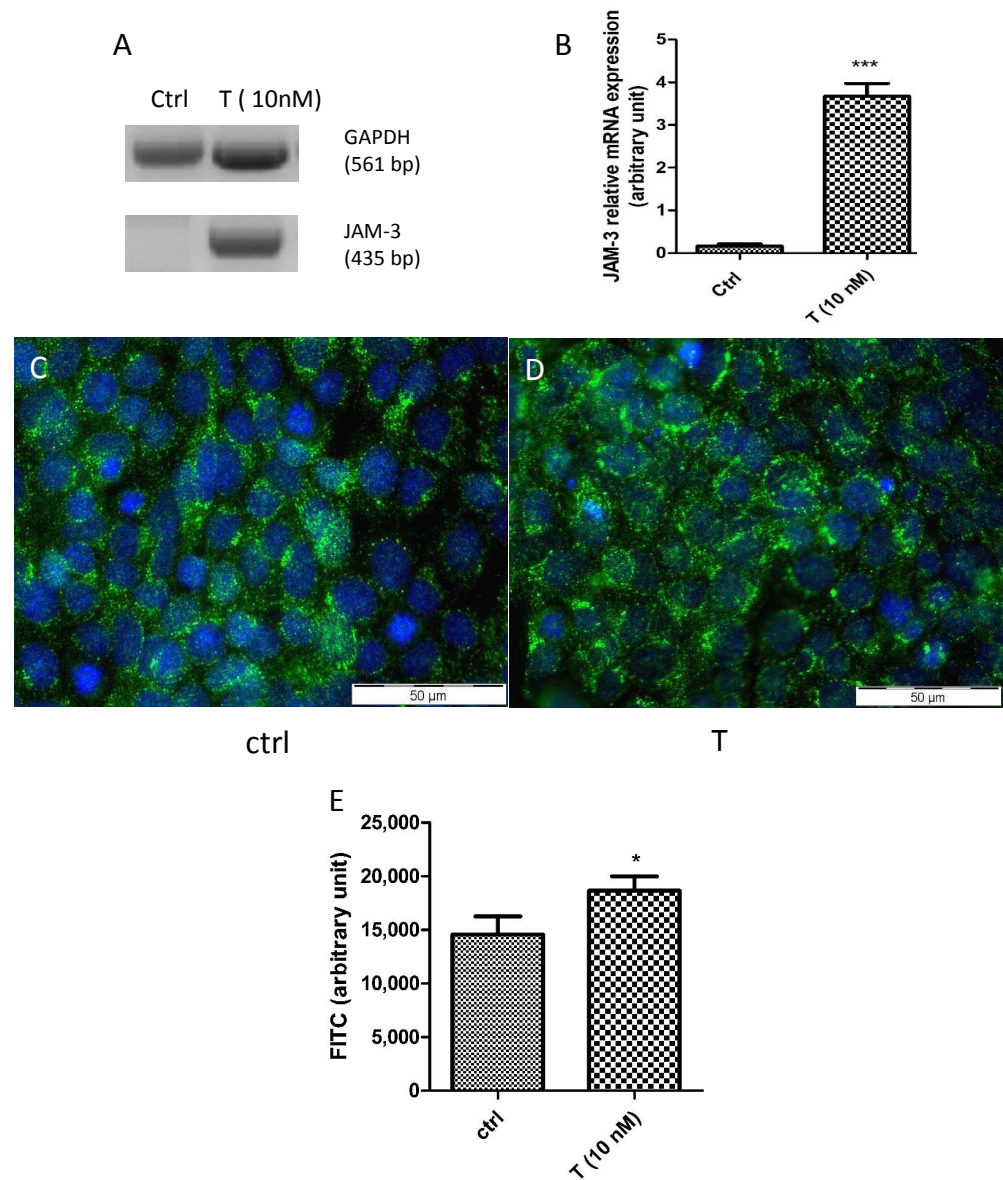 A
Ctrl T ( 10nM)
GAPDH
(561 bp)
JAM-3
(435 bp)
B
JAM-3 relative mRNA expression
(arbitrary unit)
5
4
3
2
1
0
***
Ctrl
T (10 nM)
C
50 µm
D
50 µm
ctrl
T
E
FITC (arbitrary unit)
25,000
20,000
15,000
10,000
5,000
0
*
ctrl
T (10 nM)